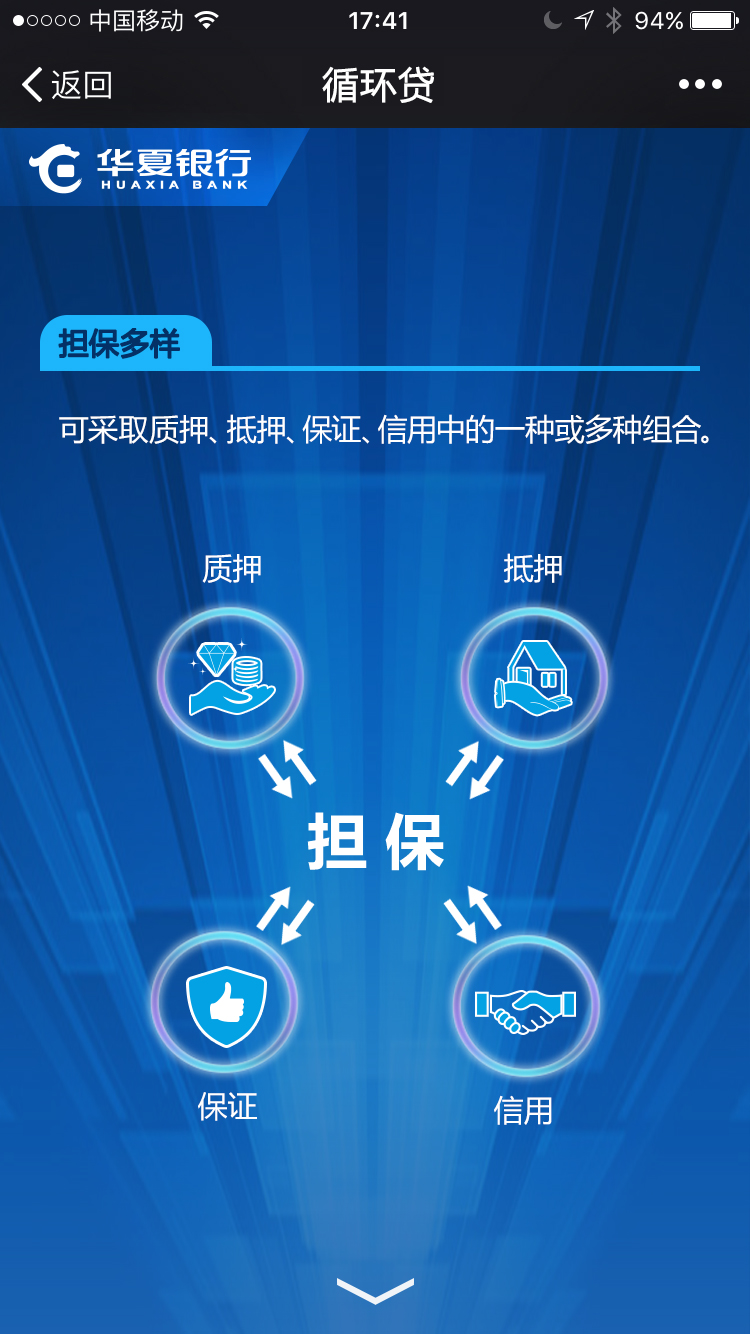 中国移动 17:41 94%
返回 循环贷
华夏银行
HUAXIA BANK
担保多样
可采取质押、抵押、保证、信用中的一种或多种组合。
质押 抵押
担保
保证 信用